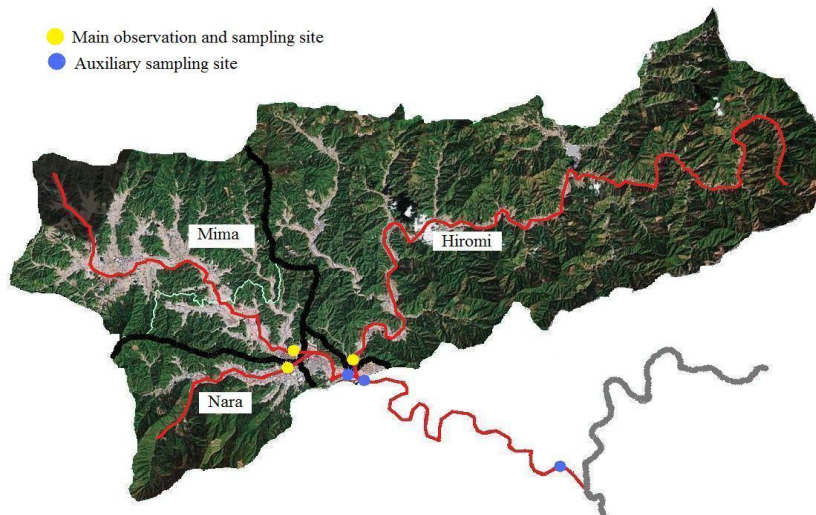 Main observation and sampling site
Auxiliary sampling site
Mima
Hiromi
Nara